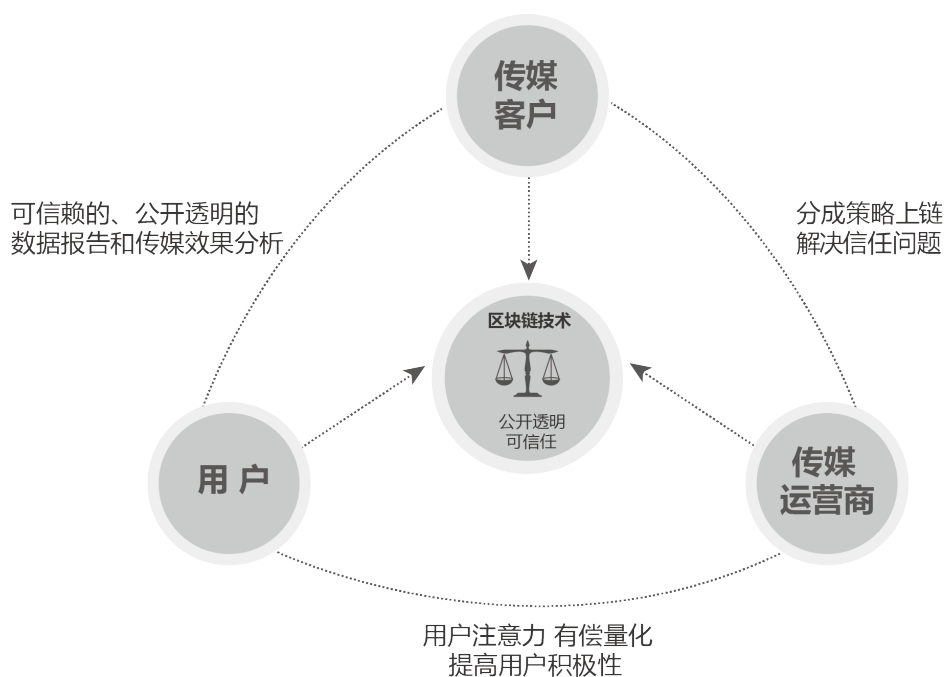 传媒
客户
可信赖的、公开透明的
数据报告和传媒效果分析
分成策略上链
解决信任问题
区块链技术
公开透明
可信任
用 户
传媒
运营商
用户注意力 有偿量化
提高用户积极性